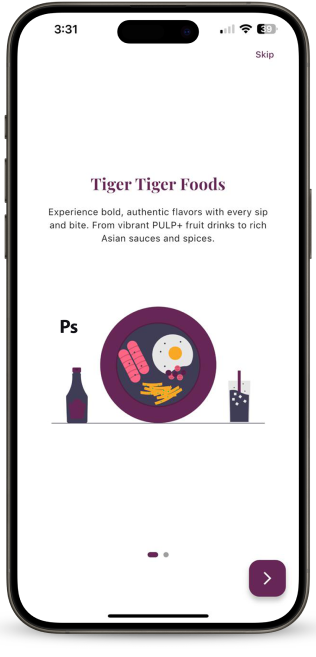 3:31
39
Skip
Tiger Tiger Foods
Experience bold, authentic flavors with every sip
and bite. From vibrant PULP+ fruit drinks to rich
Asian sauces and spices.
Ps